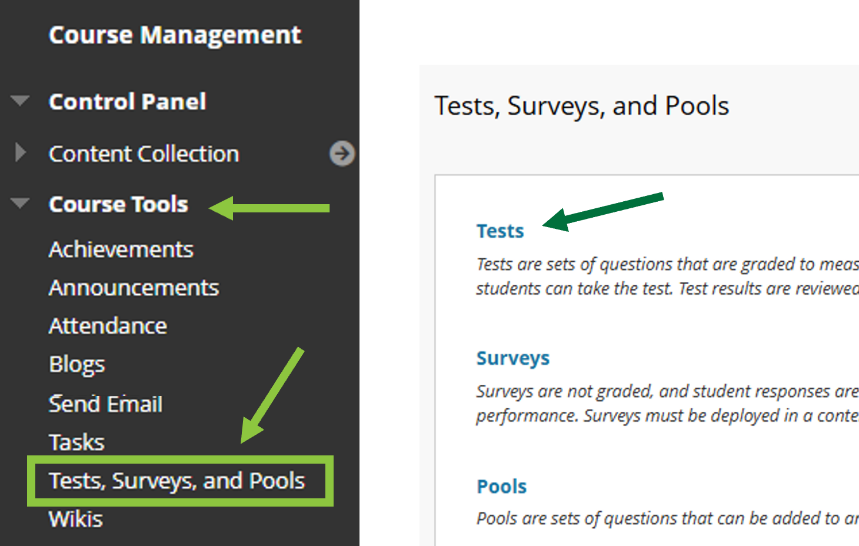 Course Management
Control Panel
Content Collection
Course Tools
Achievements
Announcements
Attendance
Blogs
Send Email
Tasks
Tests, Surveys, and Pools
Wikis
Tests, Surveys, and Pools
Tests
Tests are sets of questions that are graded to meas
students can take the test. Test results are reviewed
Surveys
Surveys are not graded, and student responses are
performance. Surveys must be deployed in a conte
Pools
Pools are sets of questions that can be added to an